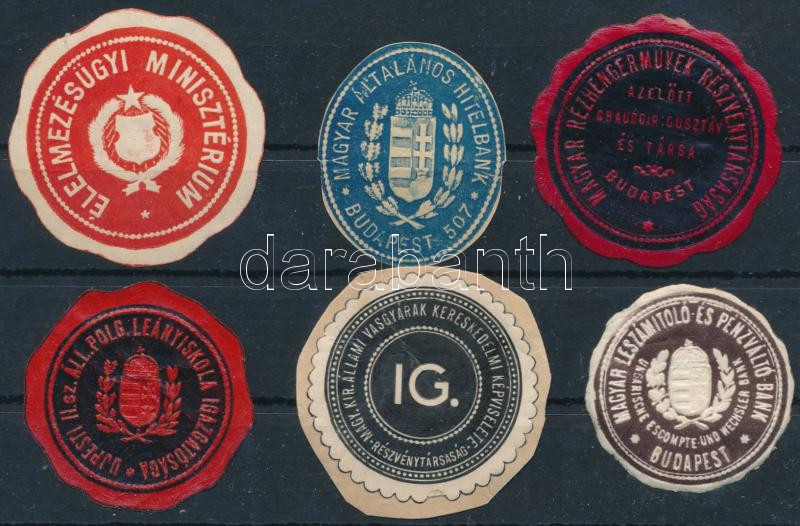 ÉLELMEZÉSÜGYI MINISZTÉRIUM
MAGYAR ÁLTALÁNOS HITELBANK
BUDAPEST. 507.
MAGYAR RÉZHENGERMŰVEK RÉSZVÉNYTÁRSASÁG
AZELŐTT
CHAUDOIR GUSZTÁV
ÉS TÁRSA
BUDAPEST
darabanth
UJPESTI II. sz. ÁLL. POLG. LEÁNYISKOLA IGAZGATÓSÁGA
MAGY. KIR. ÁLLAMI VASGYÁRAK KERESKEDELMI KÉPVISELETE
RÉSZVÉNYTÁRSASÁG
IG.
MAGYAR LESZÁMITOLÓ-ÉS PÉNZVÁLTÓ BANK
UNGARISCHE ESCOMPTE-UND WECHSLER BANK
BUDAPEST